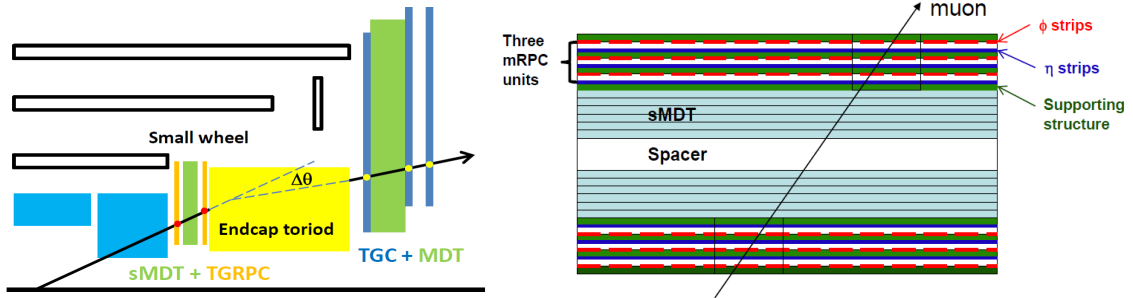 Small wheel
Δθ
Endcap toriod
TGC + MDT
sMDT + TGRPC
muon
Three
mRPC
units
ϕ strips
η strips
Supporting
structure
sMDT
Spacer